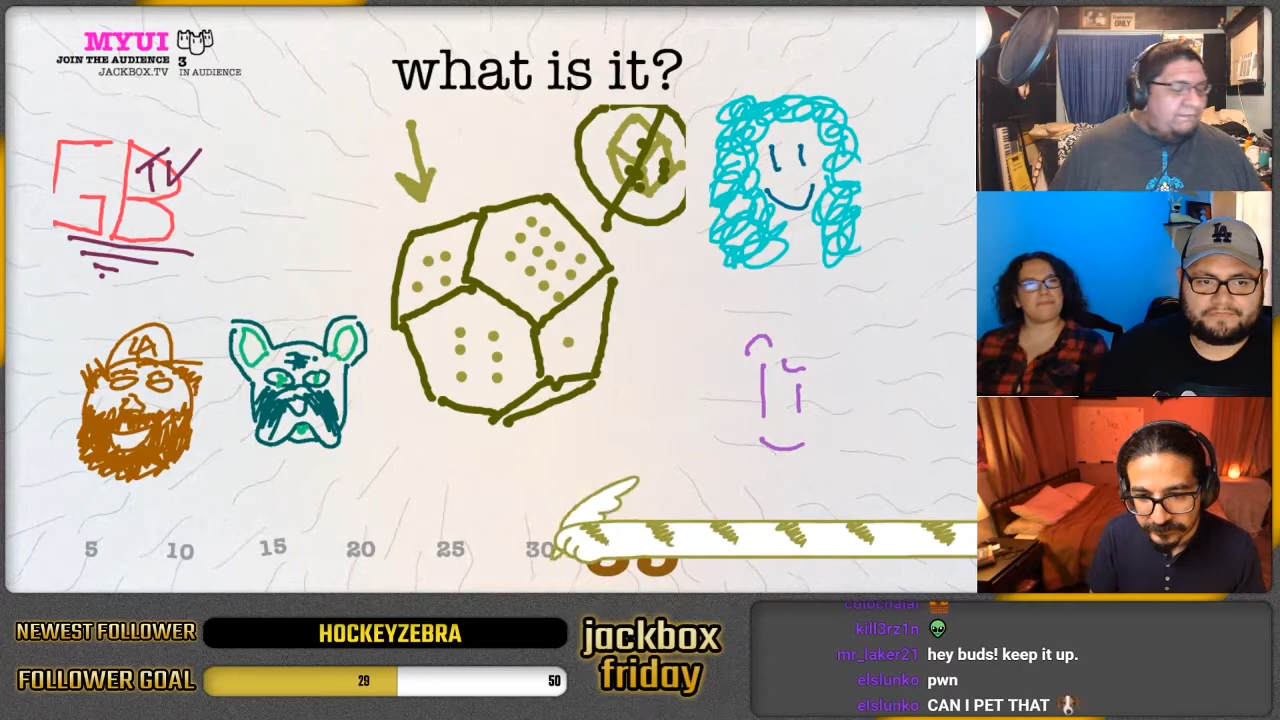 MYUI
JOIN THE AUDIENCE 3
JACKBOX.TV IN AUDIENCE
what is it?
GB
TV
LA
5 10 15 20 25 30
ONLY
LA
NEWEST FOLLOWER HOCKEYZEBRA
FOLLOWER GOAL 29 50
jackbox
friday
kill3rz1n
mr_laker21 hey buds! keep it up.
elslunko pwn
elslunko CAN I PET THAT